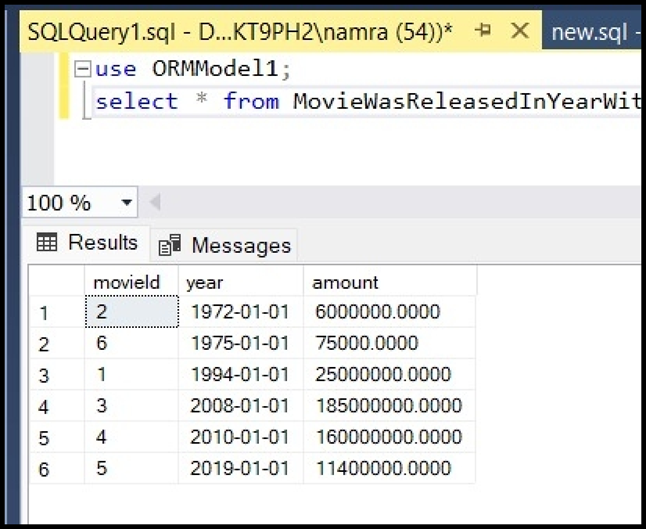 SQLQuery1.sql - D...KT9PH2\namra (54))* new.sql -
use ORMModel1;
select * from MovieWasReleasedInYearWit
100 %
Results Messages
movieId year amount
1 2 1972-01-01 6000000.0000
2 6 1975-01-01 75000.0000
3 1 1994-01-01 25000000.0000
4 3 2008-01-01 185000000.0000
5 4 2010-01-01 160000000.0000
6 5 2019-01-01 11400000.0000